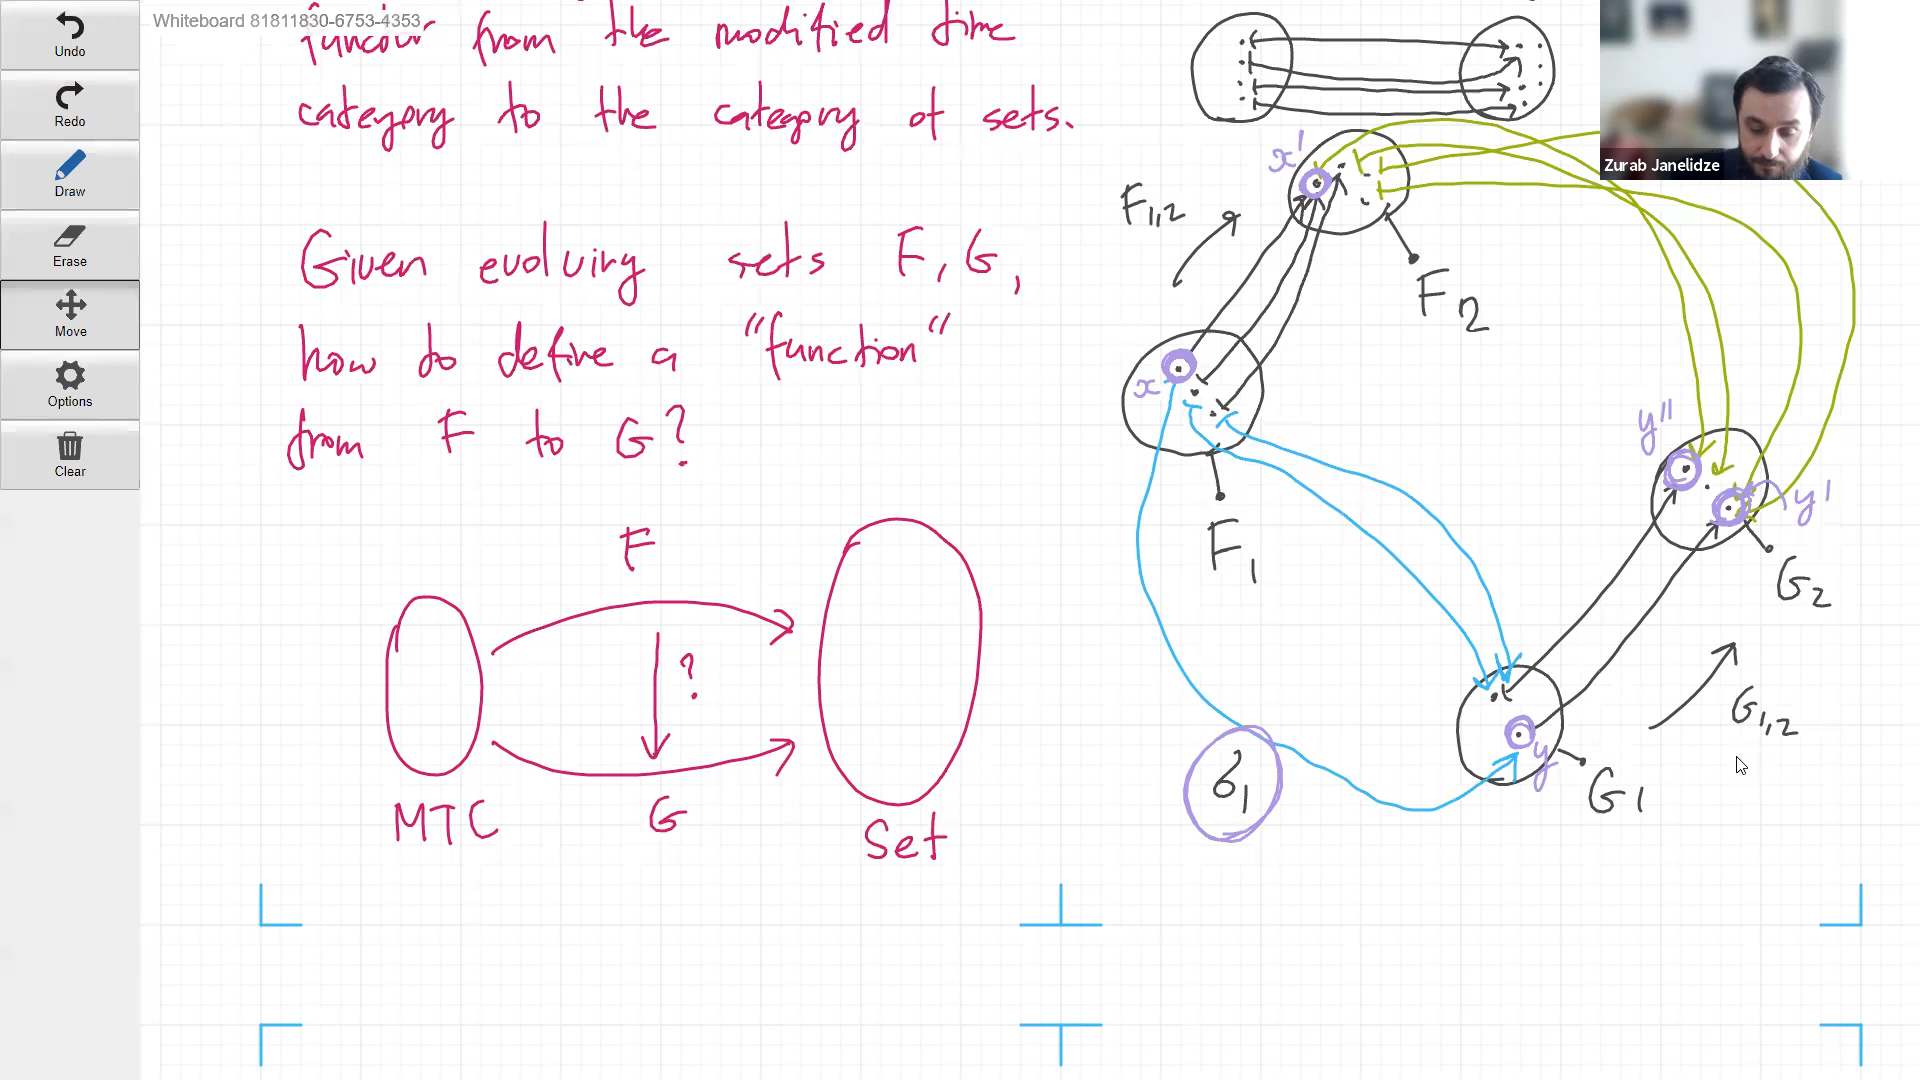 Undo
Redo
Draw
Erase
Move
Options
Clear
Whiteboard 81811830-6753-4353
functor from the modified time
category to the category of sets.
Given evolving sets F, G,
how to define a "function"
from F to G?
F
?
G
MTC
Set
x'
F1,2
F2
x
F1
y''
y'
G2
G1,2
y
G1
σ1
Zurab Janelidze